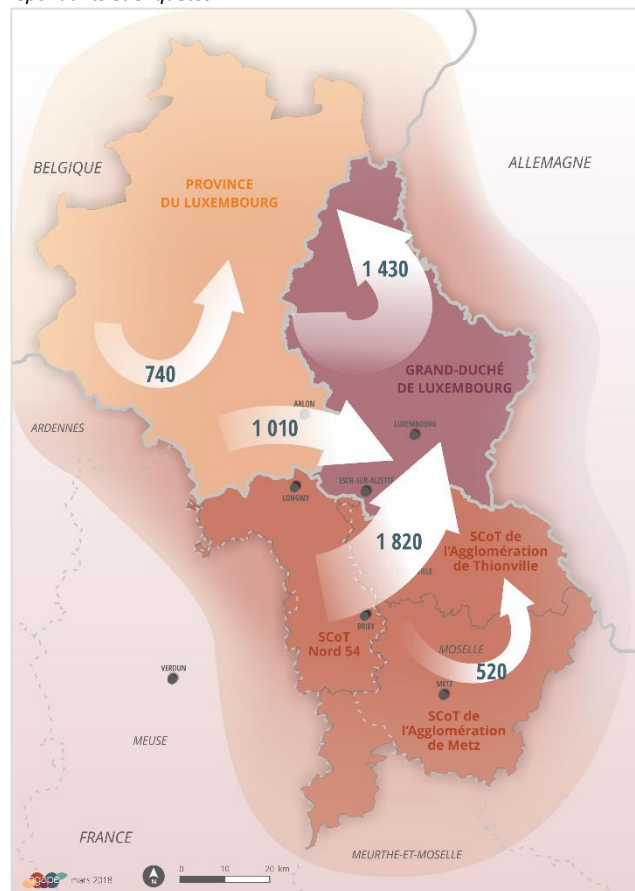 BELGIQUE
ALLEMAGNE
PROVINCE
DU LUXEMBOURG
1 430
740
GRAND-DUCHÉ
DE LUXEMBOURG
ARLON
ARDENNES
1 010
LUXEMBOURG
ESCH-SUR-ALZETTE
LONGWY
1 820
SCoT de
l'Agglomération
de Thionville
BRIEY
SCoT
Nord 54
MOSELLE
520
VERDUN
METZ
SCoT de
l'Agglomération
de Metz
MEUSE
FRANCE
MEURTHE-ET-MOSELLE
agape mars 2018
N
0 10 20 km